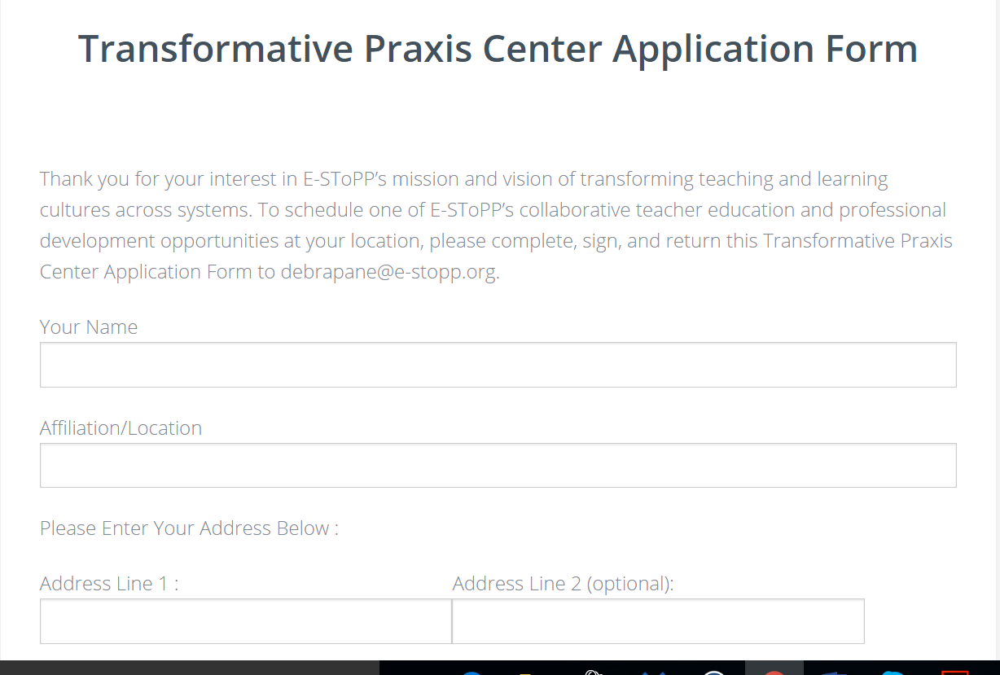 Transformative Praxis Center Application Form
Thank you for your interest in E-SToPP’s mission and vision of transforming teaching and learning
cultures across systems. To schedule one of E-SToPP’s collaborative teacher education and professional
development opportunities at your location, please complete, sign, and return this Transformative Praxis
Center Application Form to debrapane@e-stopp.org.
Your Name
Affiliation/Location
Please Enter Your Address Below :
Address Line 1 :
Address Line 2 (optional):